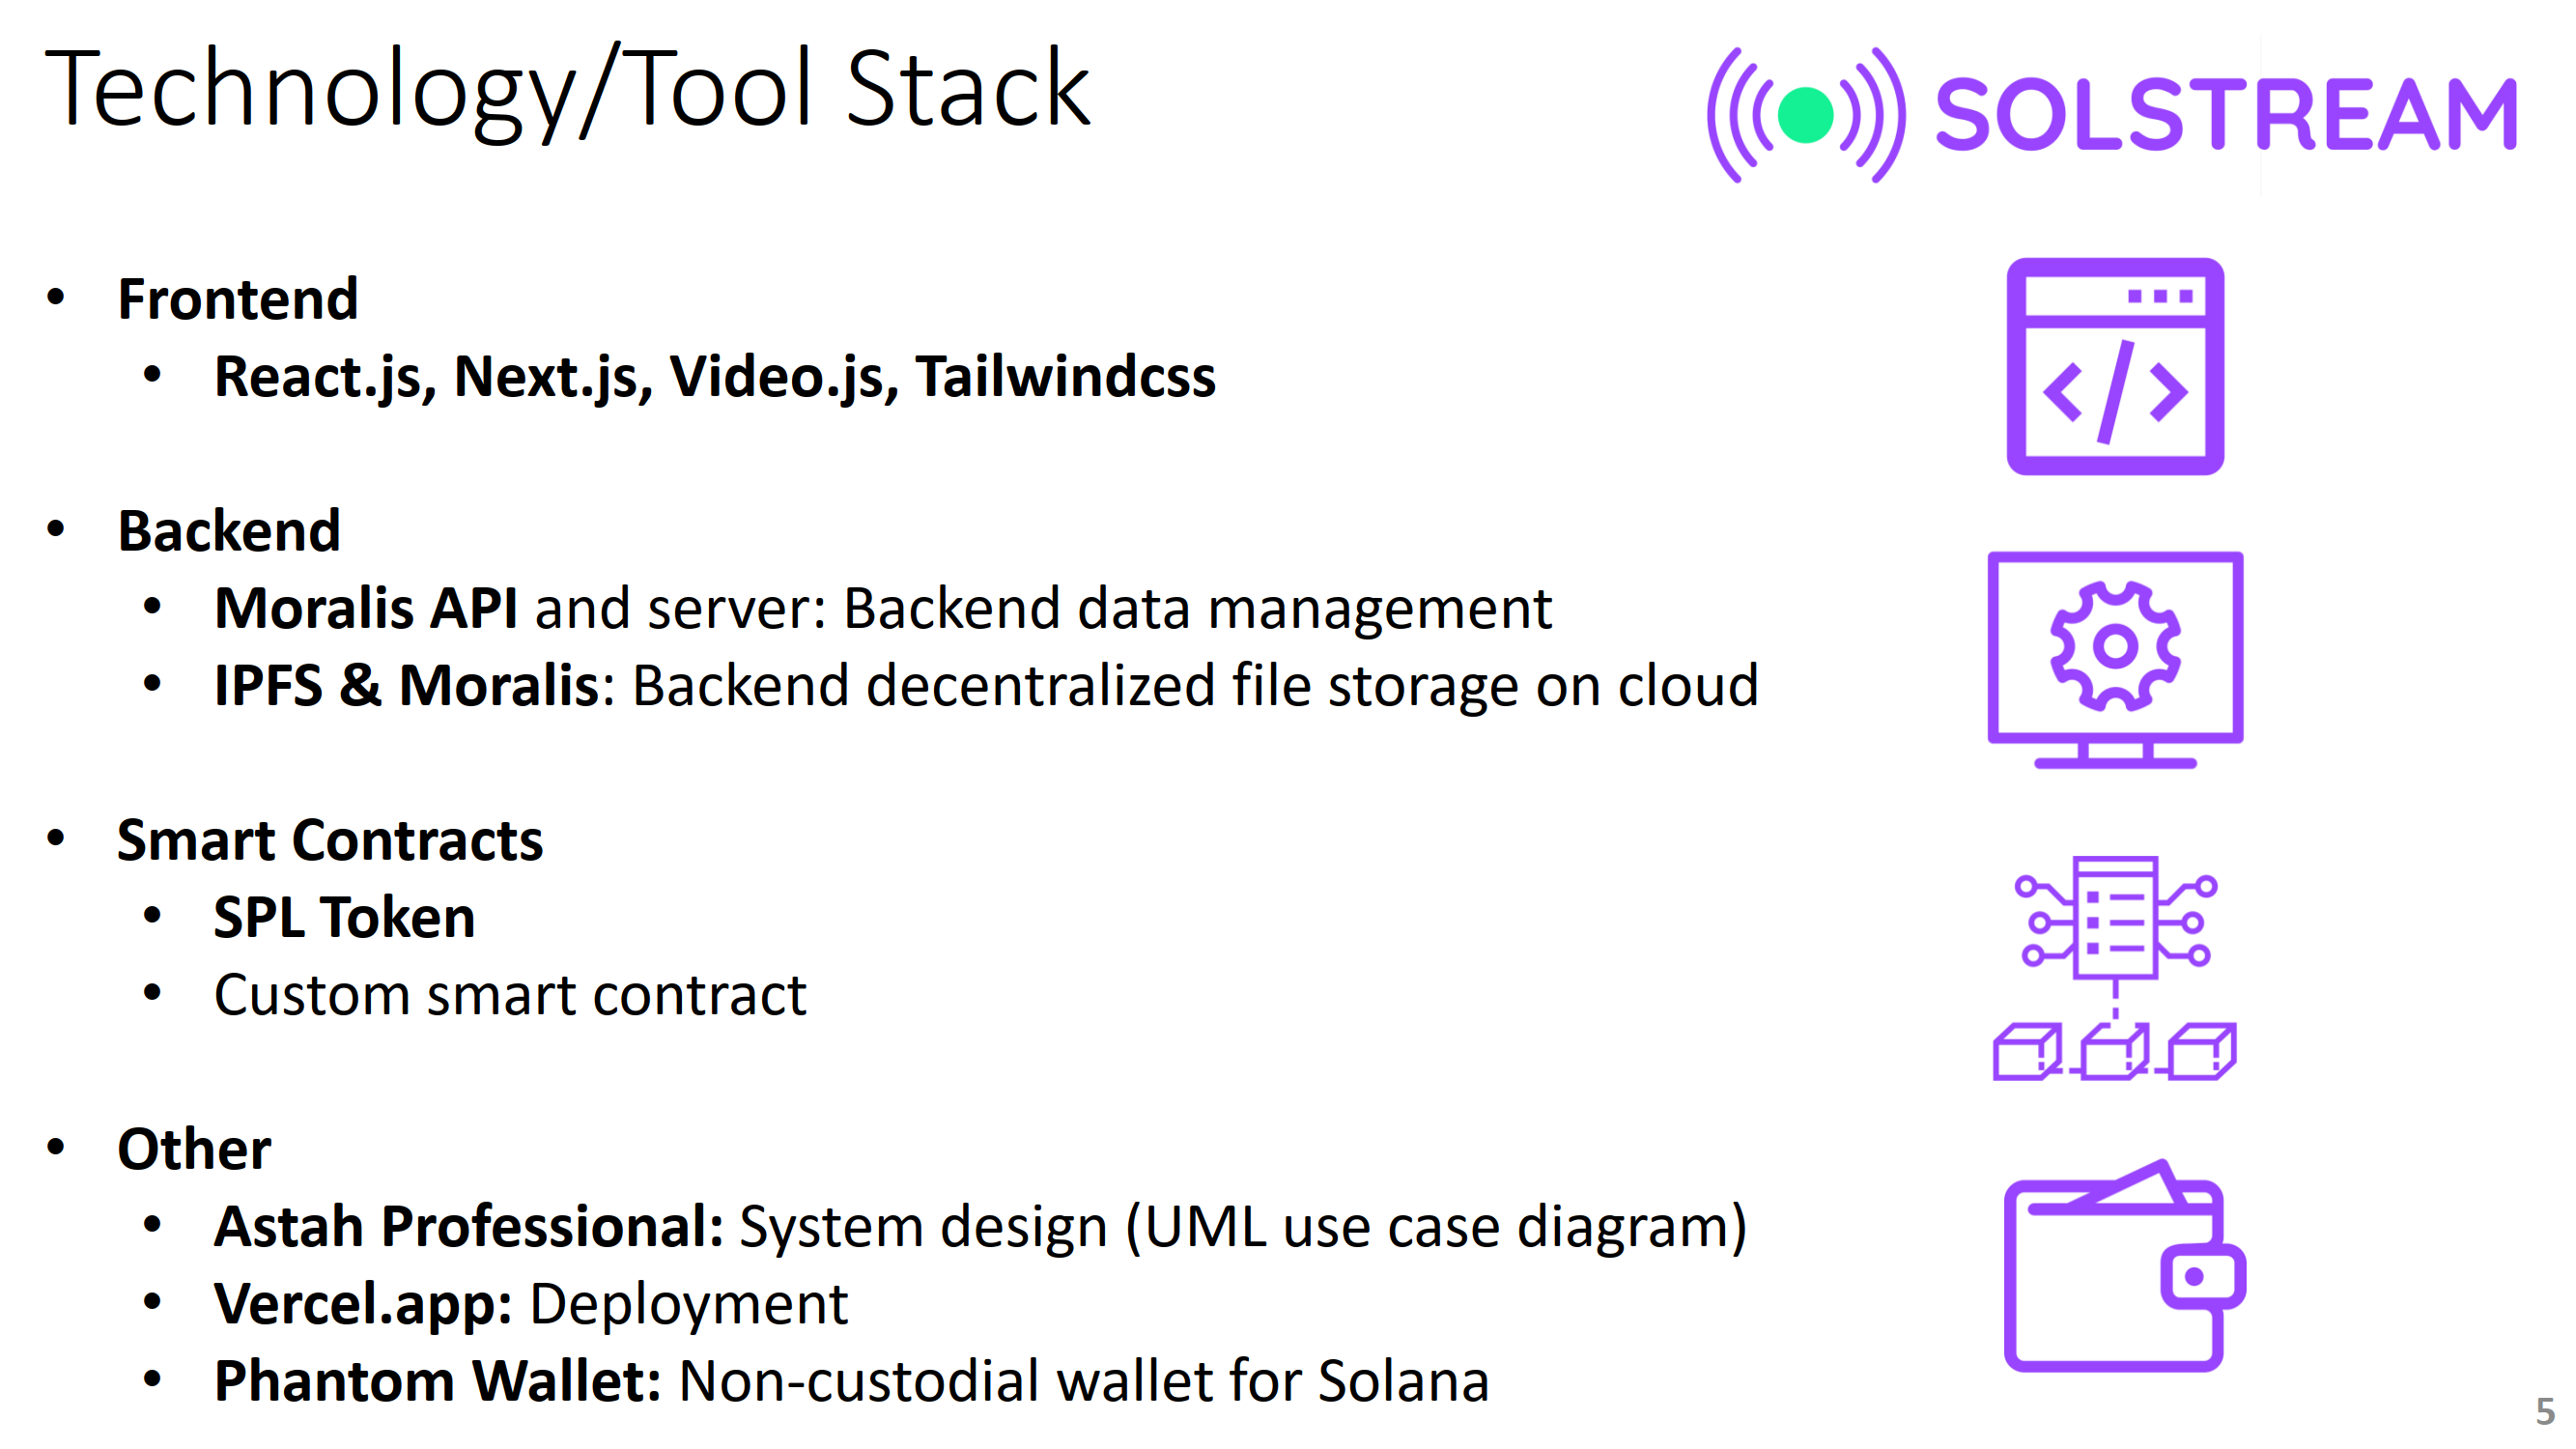 Technology/Tool Stack
SOLSTREAM
• Frontend
• React.js, Next.js, Video.js, Tailwindcss
• Backend
• Moralis API and server: Backend data management
• IPFS & Moralis: Backend decentralized file storage on cloud
• Smart Contracts
• SPL Token
• Custom smart contract
• Other
• Astah Professional: System design (UML use case diagram)
• Vercel.app: Deployment
• Phantom Wallet: Non-custodial wallet for Solana
5